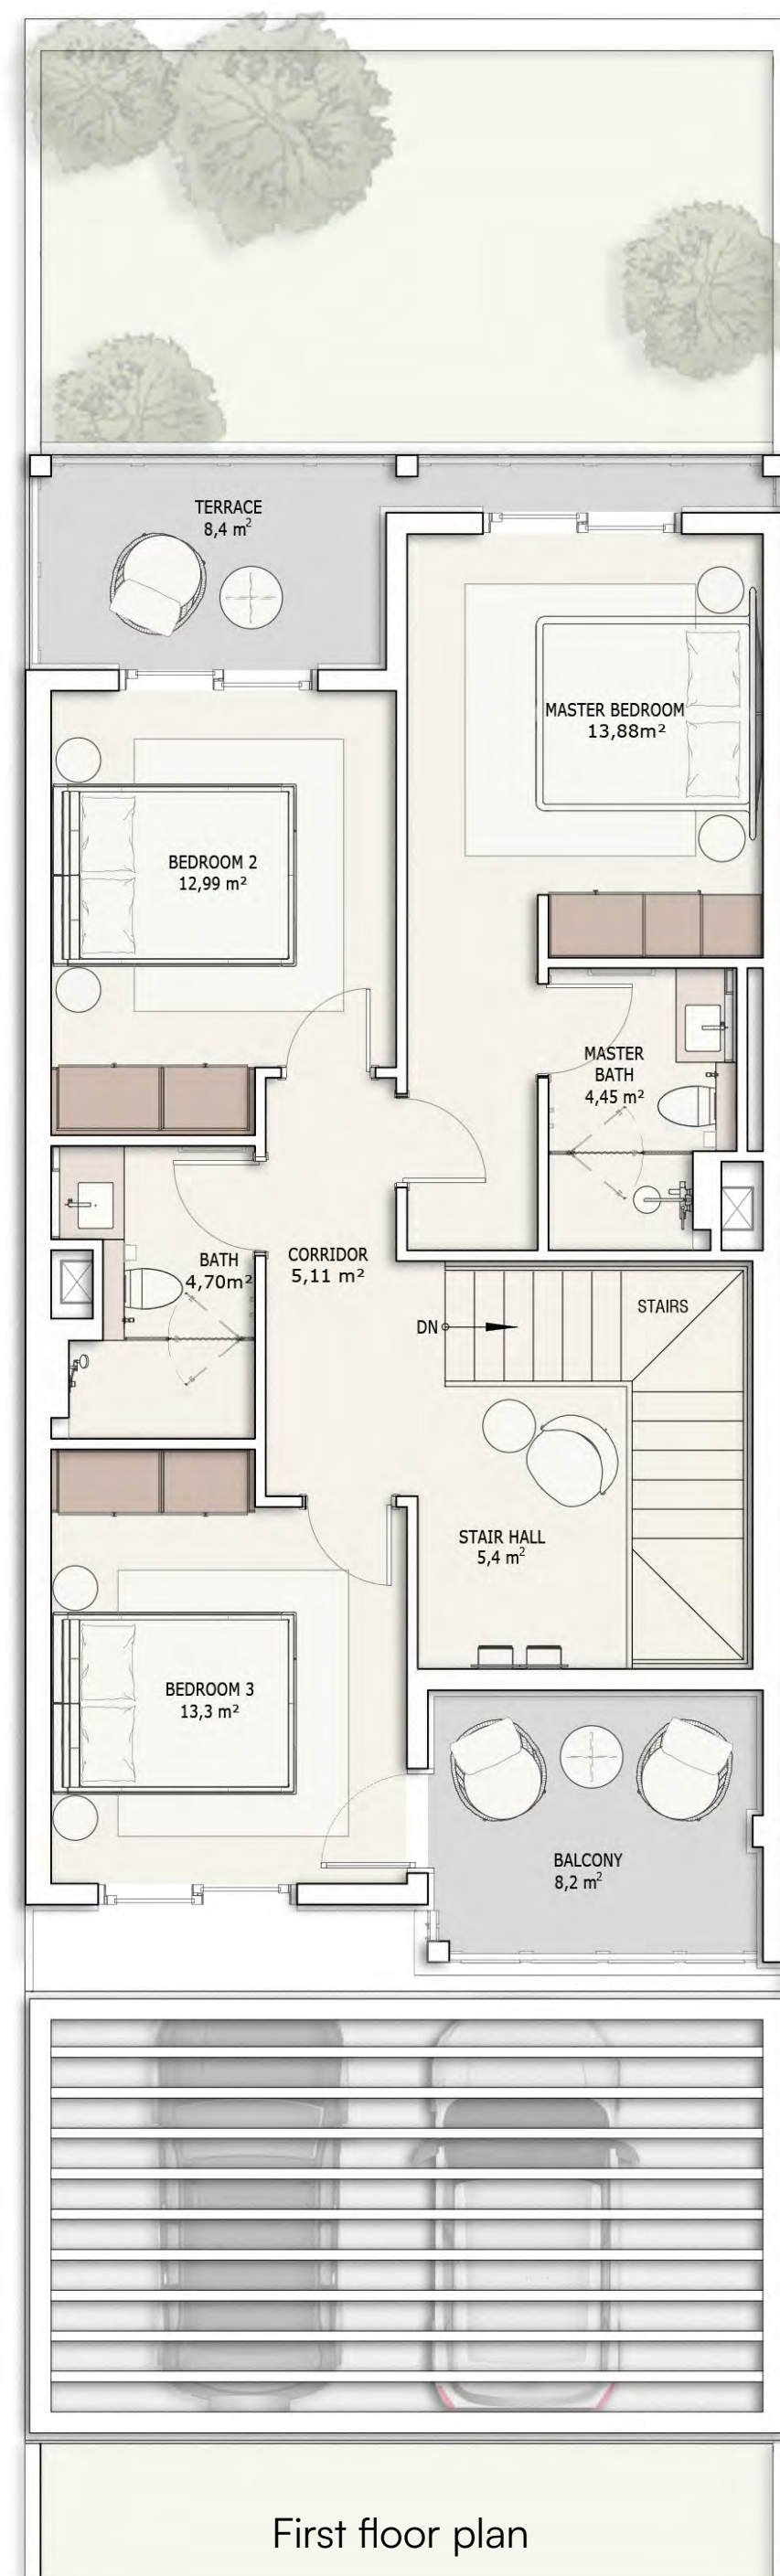 TERRACE
8,4 m²
MASTER BEDROOM
13,88m²
BEDROOM 2
12,99 m²
MASTER
BATH
4,45 m²
BATH
4,70m²
CORRIDOR
5,11 m²
STAIRS
DN
STAIR HALL
5,4 m²
BEDROOM 3
13,3 m²
BALCONY
8,2 m²
First floor plan